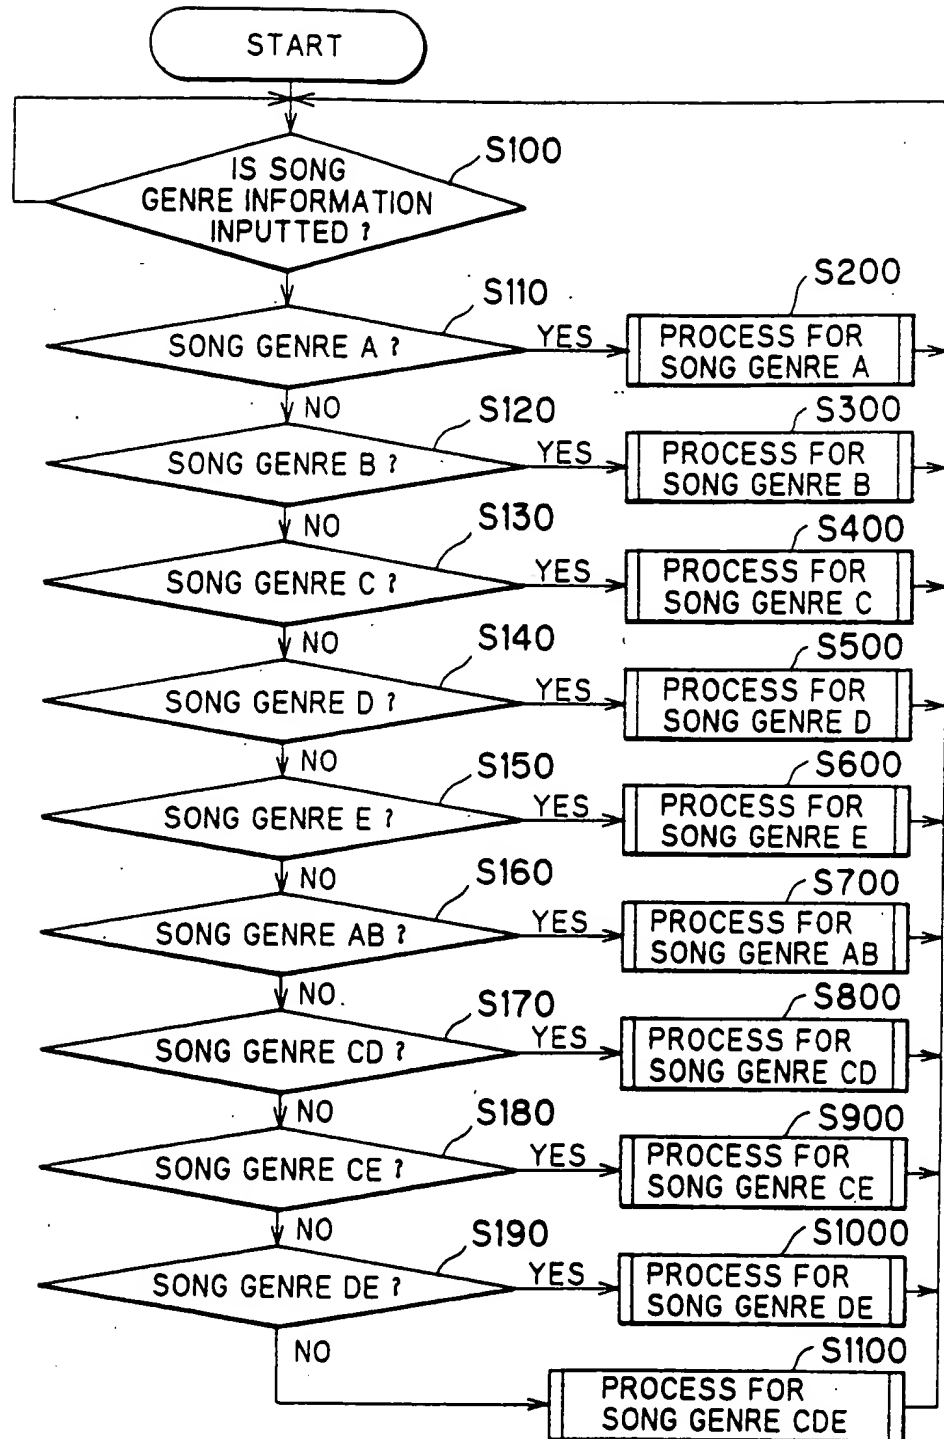 START
S100
IS SONG
GENRE INFORMATION
INPUTTED ?
S110
SONG GENRE A ?
YES
S200
PROCESS FOR
SONG GENRE A
NO
S120
SONG GENRE B ?
YES
S300
PROCESS FOR
SONG GENRE B
NO
S130
SONG GENRE C ?
YES
S400
PROCESS FOR
SONG GENRE C
NO
S140
SONG GENRE D ?
YES
S500
PROCESS FOR
SONG GENRE D
NO
S150
SONG GENRE E ?
YES
S600
PROCESS FOR
SONG GENRE E
NO
S160
SONG GENRE AB ?
YES
S700
PROCESS FOR
SONG GENRE AB
NO
S170
SONG GENRE CD ?
YES
S800
PROCESS FOR
SONG GENRE CD
NO
S180
SONG GENRE CE ?
YES
S900
PROCESS FOR
SONG GENRE CE
NO
S190
SONG GENRE DE ?
YES
S1000
PROCESS FOR
SONG GENRE DE
NO
S1100
PROCESS FOR
SONG GENRE CDE